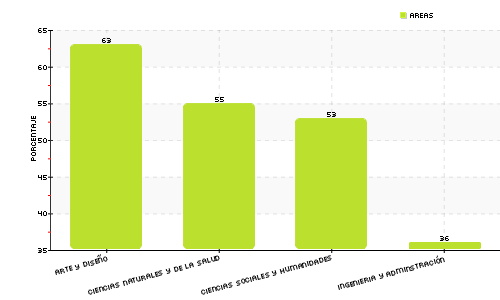 AREAS
PORCENTAJE
65
60
55
50
45
40
35
63
55
53
36
ARTE Y DISEÑO
CIENCIAS NATURALES Y DE LA SALUD
CIENCIAS SOCIALES Y HUMANIDADES
INGENIERIA Y ADMINSTRACIÓN